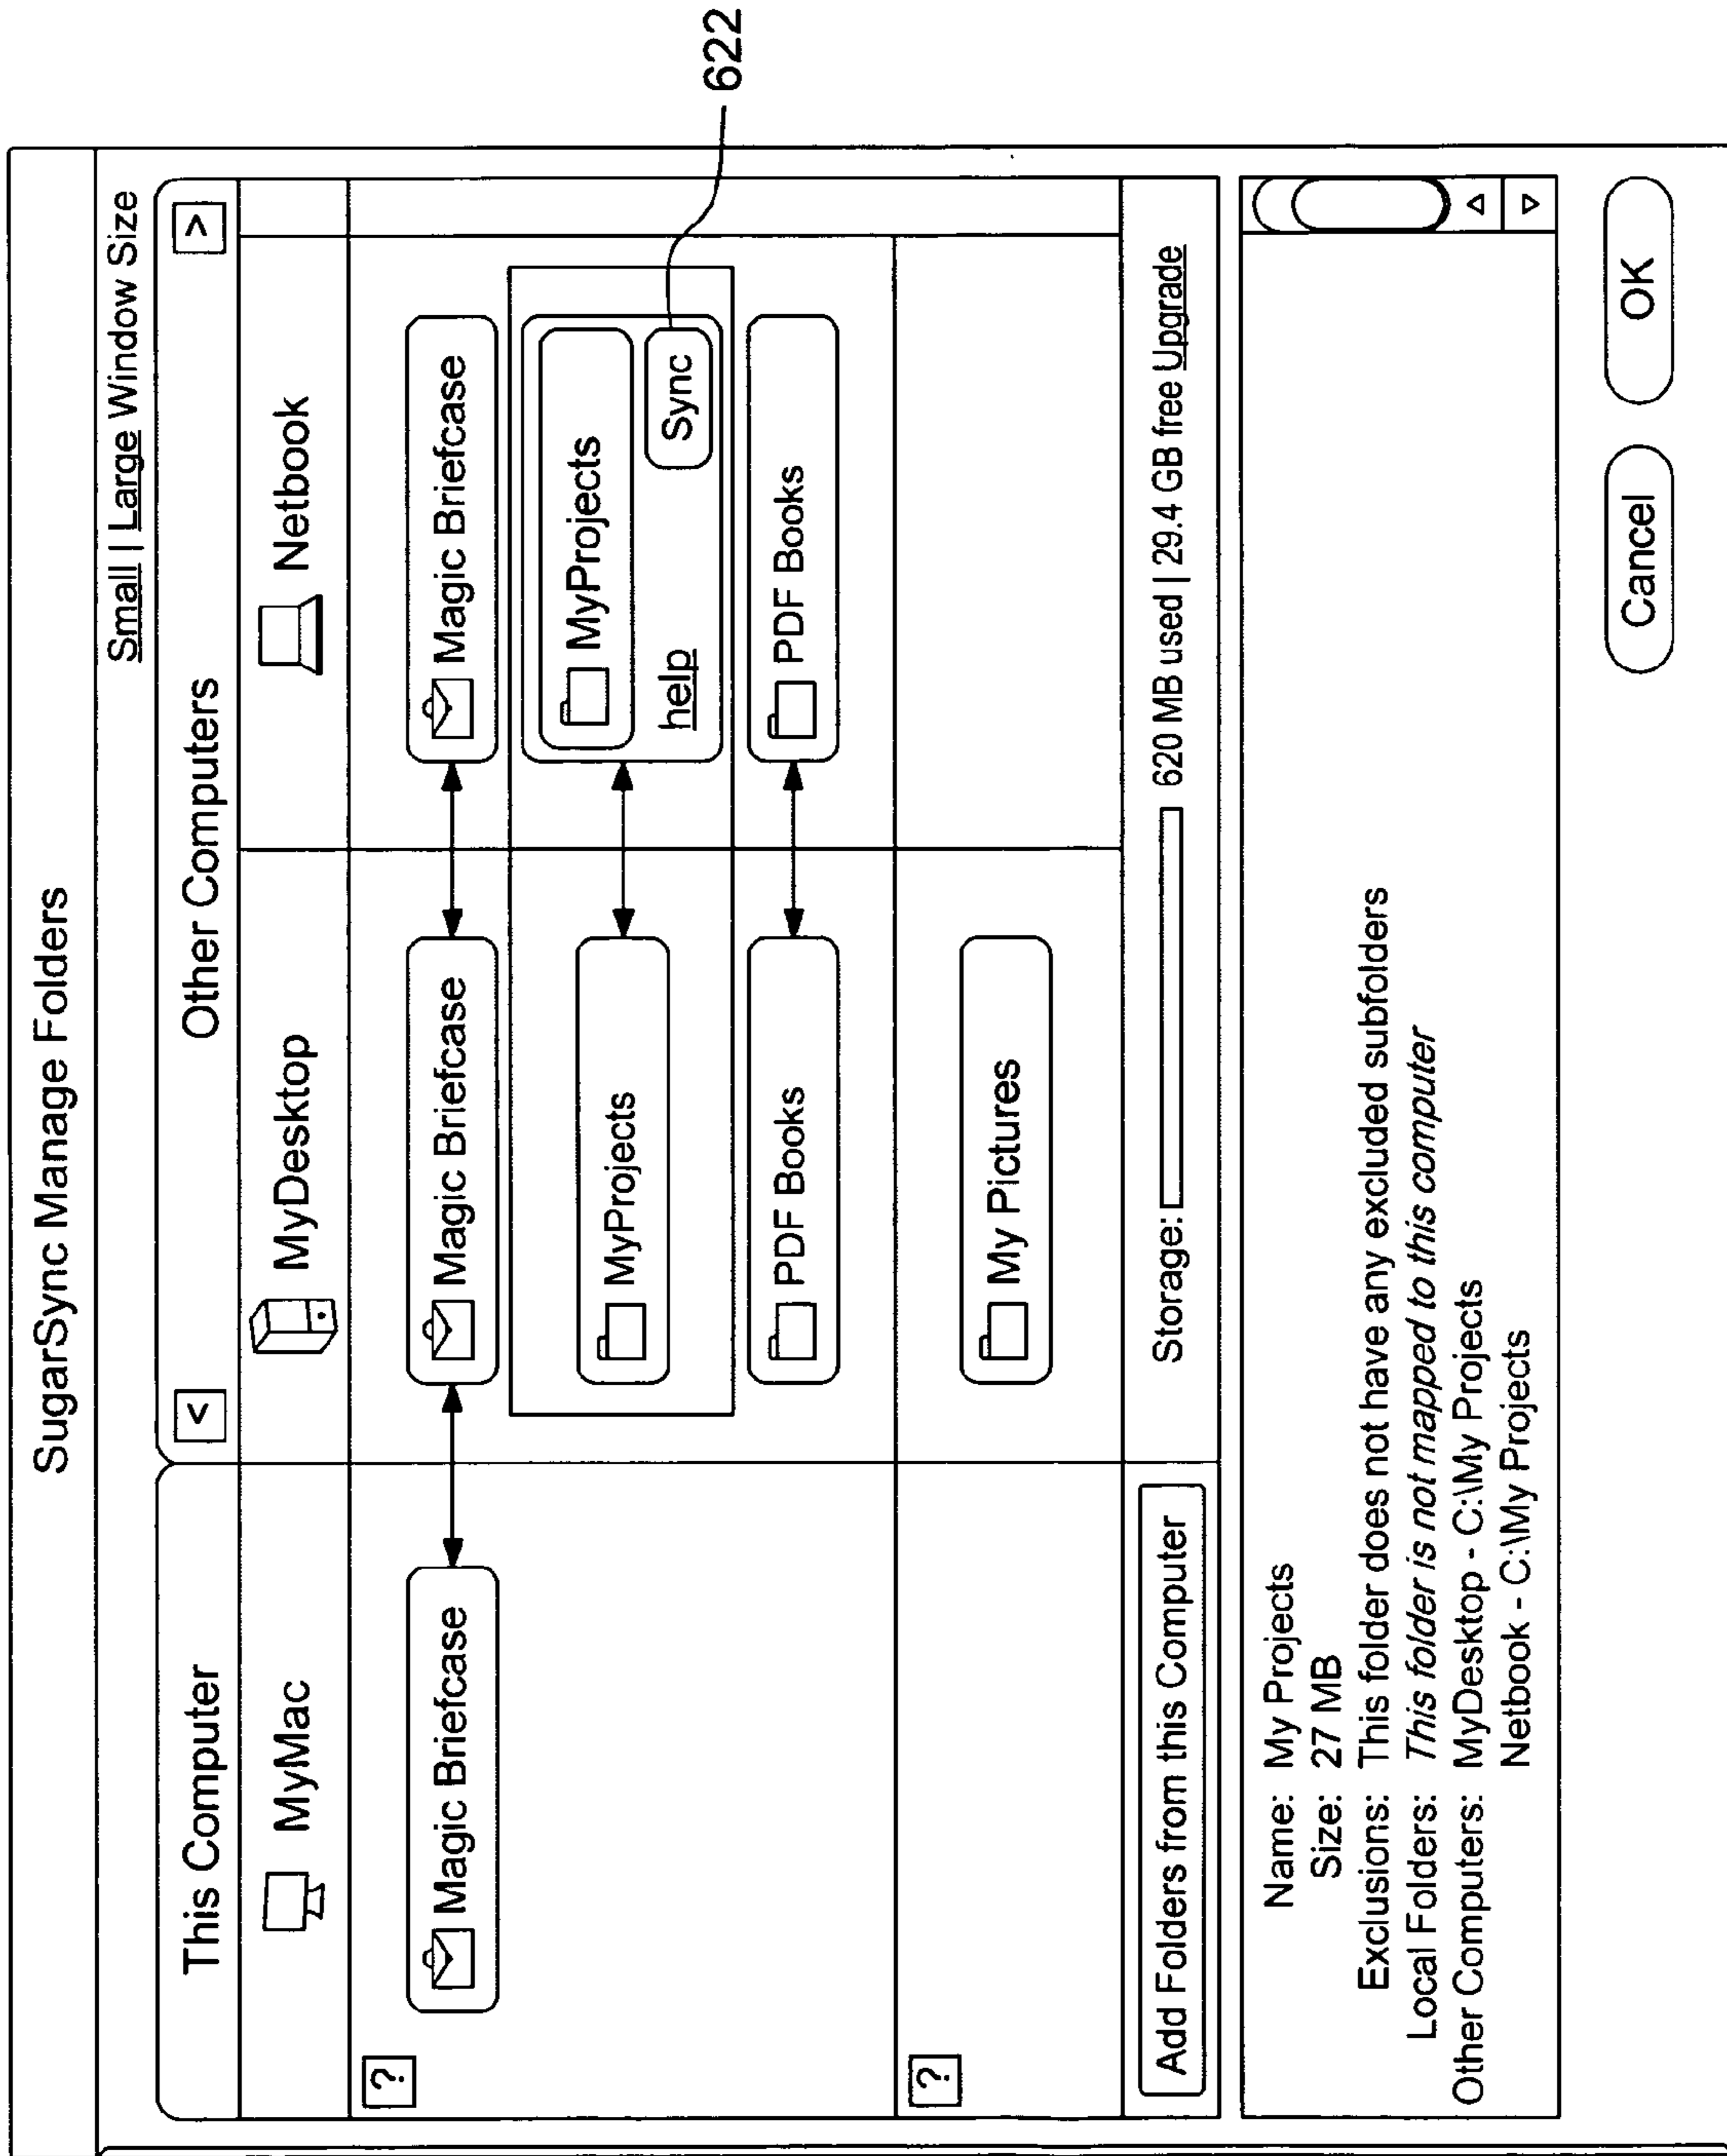 SugarSync Manage Folders
Small | Large Window Size
This Computer
<
Other Computers
>
MyMac
MyDesktop
Netbook
?
Magic Briefcase
Magic Briefcase
Magic Briefcase
MyProjects
MyProjects
help
Sync
622
PDF Books
PDF Books
?
My Pictures
Add Folders from this Computer
Storage: 620 MB used | 29.4 GB free Upgrade
Name: My Projects
Size: 27 MB
Exclusions: This folder does not have any excluded subfolders
Local Folders: This folder is not mapped to this computer
Other Computers: MyDesktop - C:\My Projects
Netbook - C:\My Projects
Cancel
OK